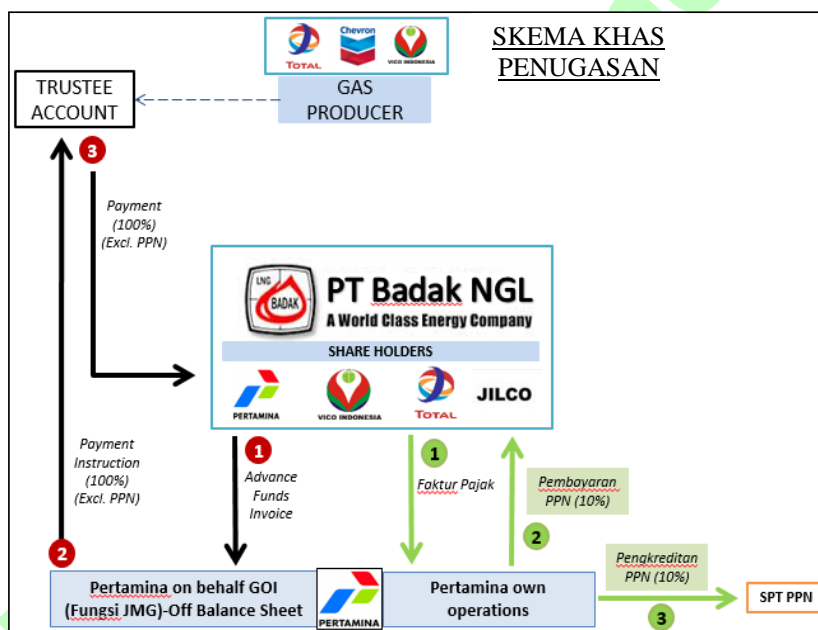 SKEMA KHAS
PENUGASAN
TOTAL
Chevron
VICO INDONESIA
GAS
PRODUCER
TRUSTEE
ACCOUNT
3
Payment
(100%)
(Excl. PPN)
LNG
BADAK
PT Badak NGL
A World Class Energy Company
SHARE HOLDERS
PERTAMINA
VICO INDONESIA
TOTAL
JILCO
Payment
Instruction
(100%)
(Excl. PPN)
2
1
Advance
Funds
Invoice
1
Faktur Pajak
Pembayaran
PPN (10%)
2
Pengkreditan
PPN (10%)
3
SPT PPN
Pertamina on behalf GOI
(Fungsi JMG)-Off Balance Sheet
PERTAMINA
Pertamina own
operations